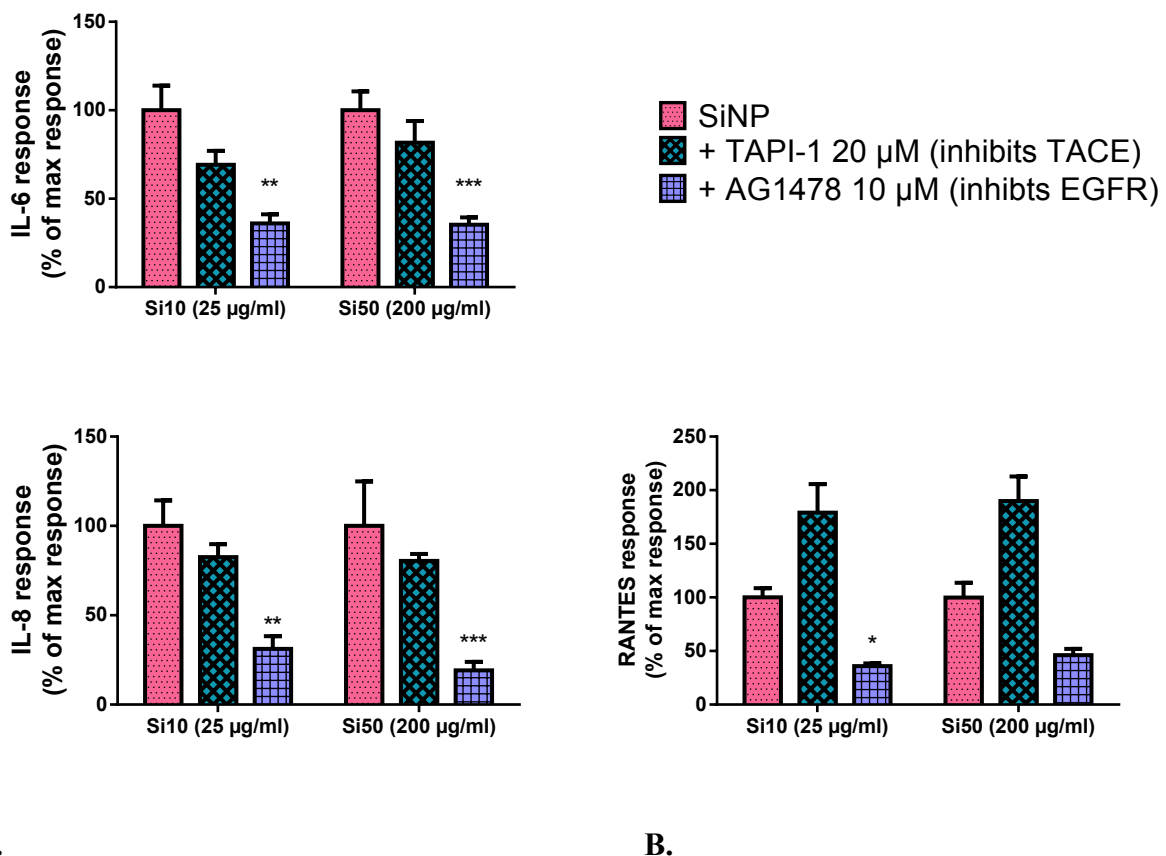 IL-6 response
(% of max response)
150
100
50
0
**
***
Si10 (25 µg/ml)
Si50 (200 µg/ml)
SiNP
+ TAPI-1 20 µM (inhibits TACE)
+ AG1478 10 µM (inhibts EGFR)
IL-8 response
(% of max response)
150
100
50
0
**
***
Si10 (25 µg/ml)
Si50 (200 µg/ml)
RANTES response
(% of max response)
250
200
150
100
50
0
*
Si10 (25 µg/ml)
Si50 (200 µg/ml)
.
B.